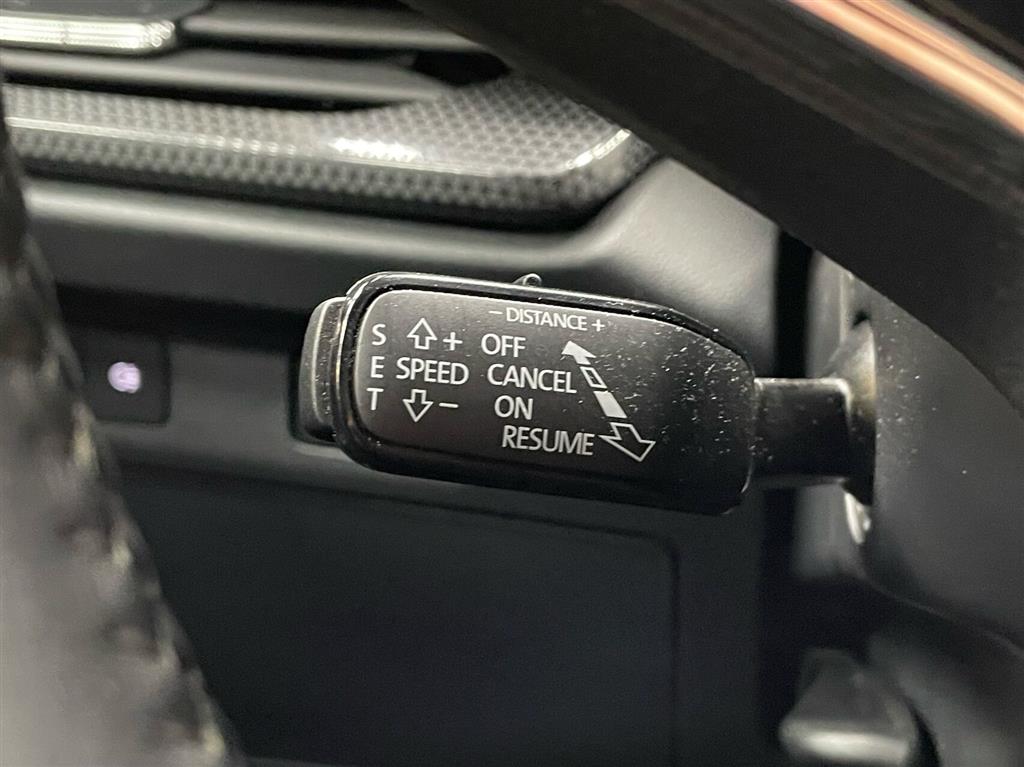 − DISTANCE +
S + OFF
E SPEED CANCEL
T − ON
RESUME